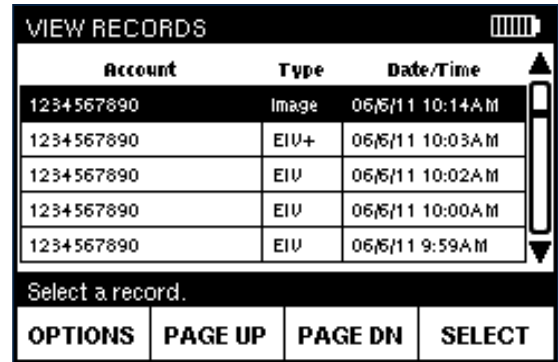 VIEW RECORDS
Account Type Date/Time
1234567890 Image 06/6/11 10:14AM
1234567890 EIV+ 06/6/11 10:03AM
1234567890 EIV 06/6/11 10:02AM
1234567890 EIV 06/6/11 10:00AM
1234567890 EIV 06/6/11 9:59AM
Select a record.
OPTIONS PAGE UP PAGE DN SELECT